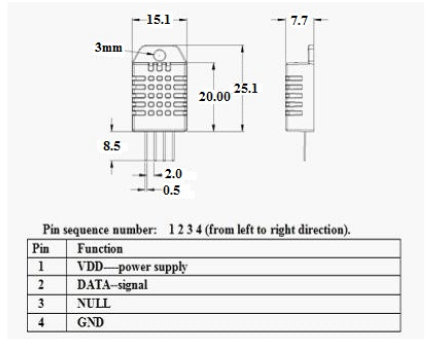 15.1
7.7
3mm
20.00
25.1
8.5
2.0
0.5
Pin sequence number: 1 2 3 4 (from left to right direction).
Pin Function
1 VDD----power supply
2 DATA--signal
3 NULL
4 GND